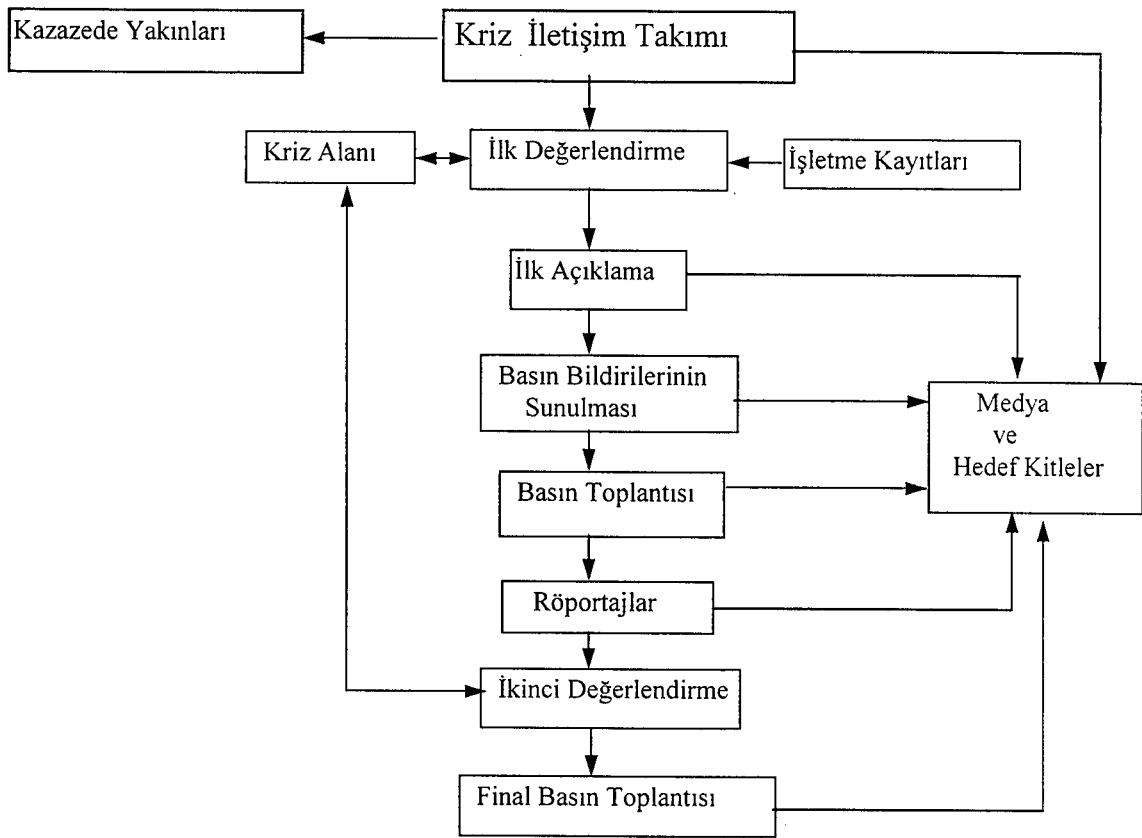 Kazazede Yakınları
Kriz İletişim Takımı
Kriz Alanı
İlk Değerlendirme
İşletme Kayıtları
İlk Açıklama
Basın Bildirilerinin
Sunulması
Medya
ve
Hedef Kitleler
Basın Toplantısı
Röportajlar
İkinci Değerlendirme
Final Basın Toplantısı